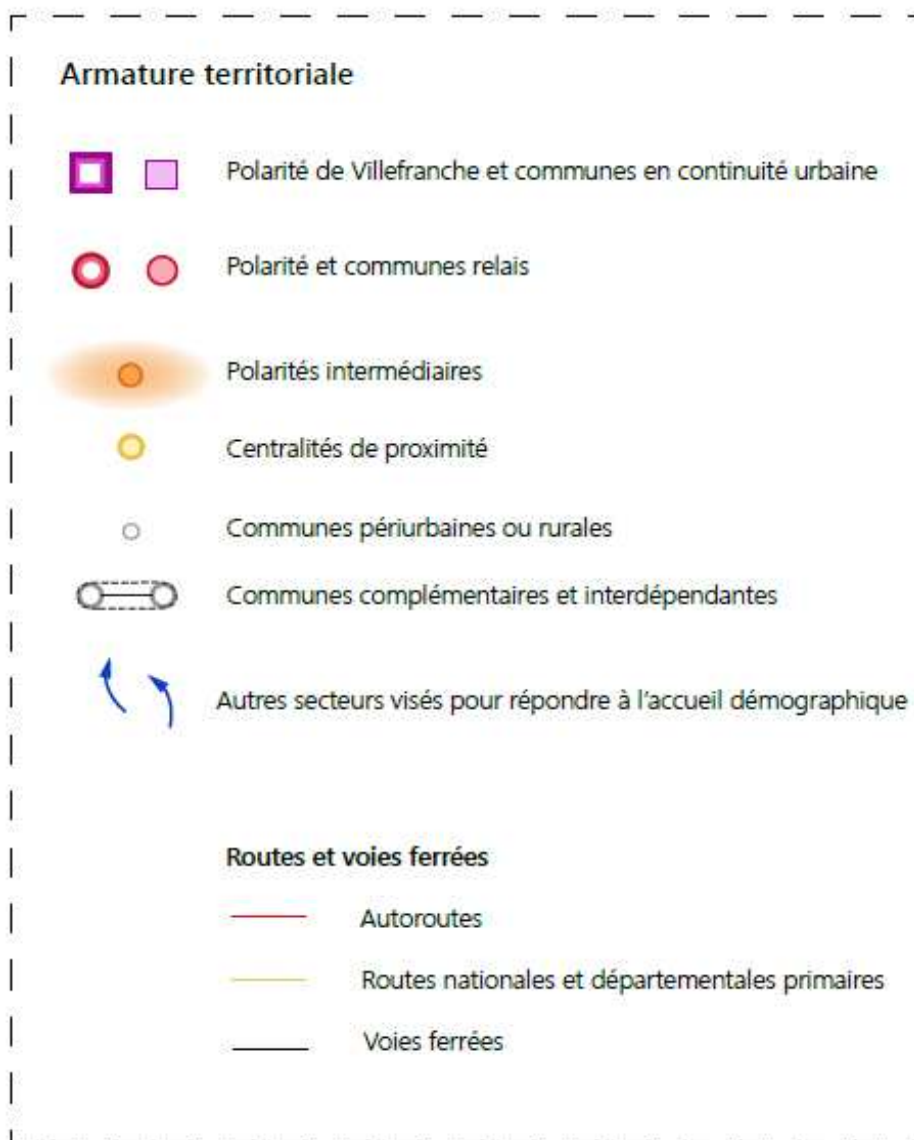 Armature territoriale
Polarité de Villefranche et communes en continuité urbaine
Polarité et communes relais
Polarités intermédiaires
Centralités de proximité
Communes périurbaines ou rurales
Communes complémentaires et interdépendantes
Autres secteurs visés pour répondre à l'accueil démographique
Routes et voies ferrées
Autoroutes
Routes nationales et départementales primaires
Voies ferrées